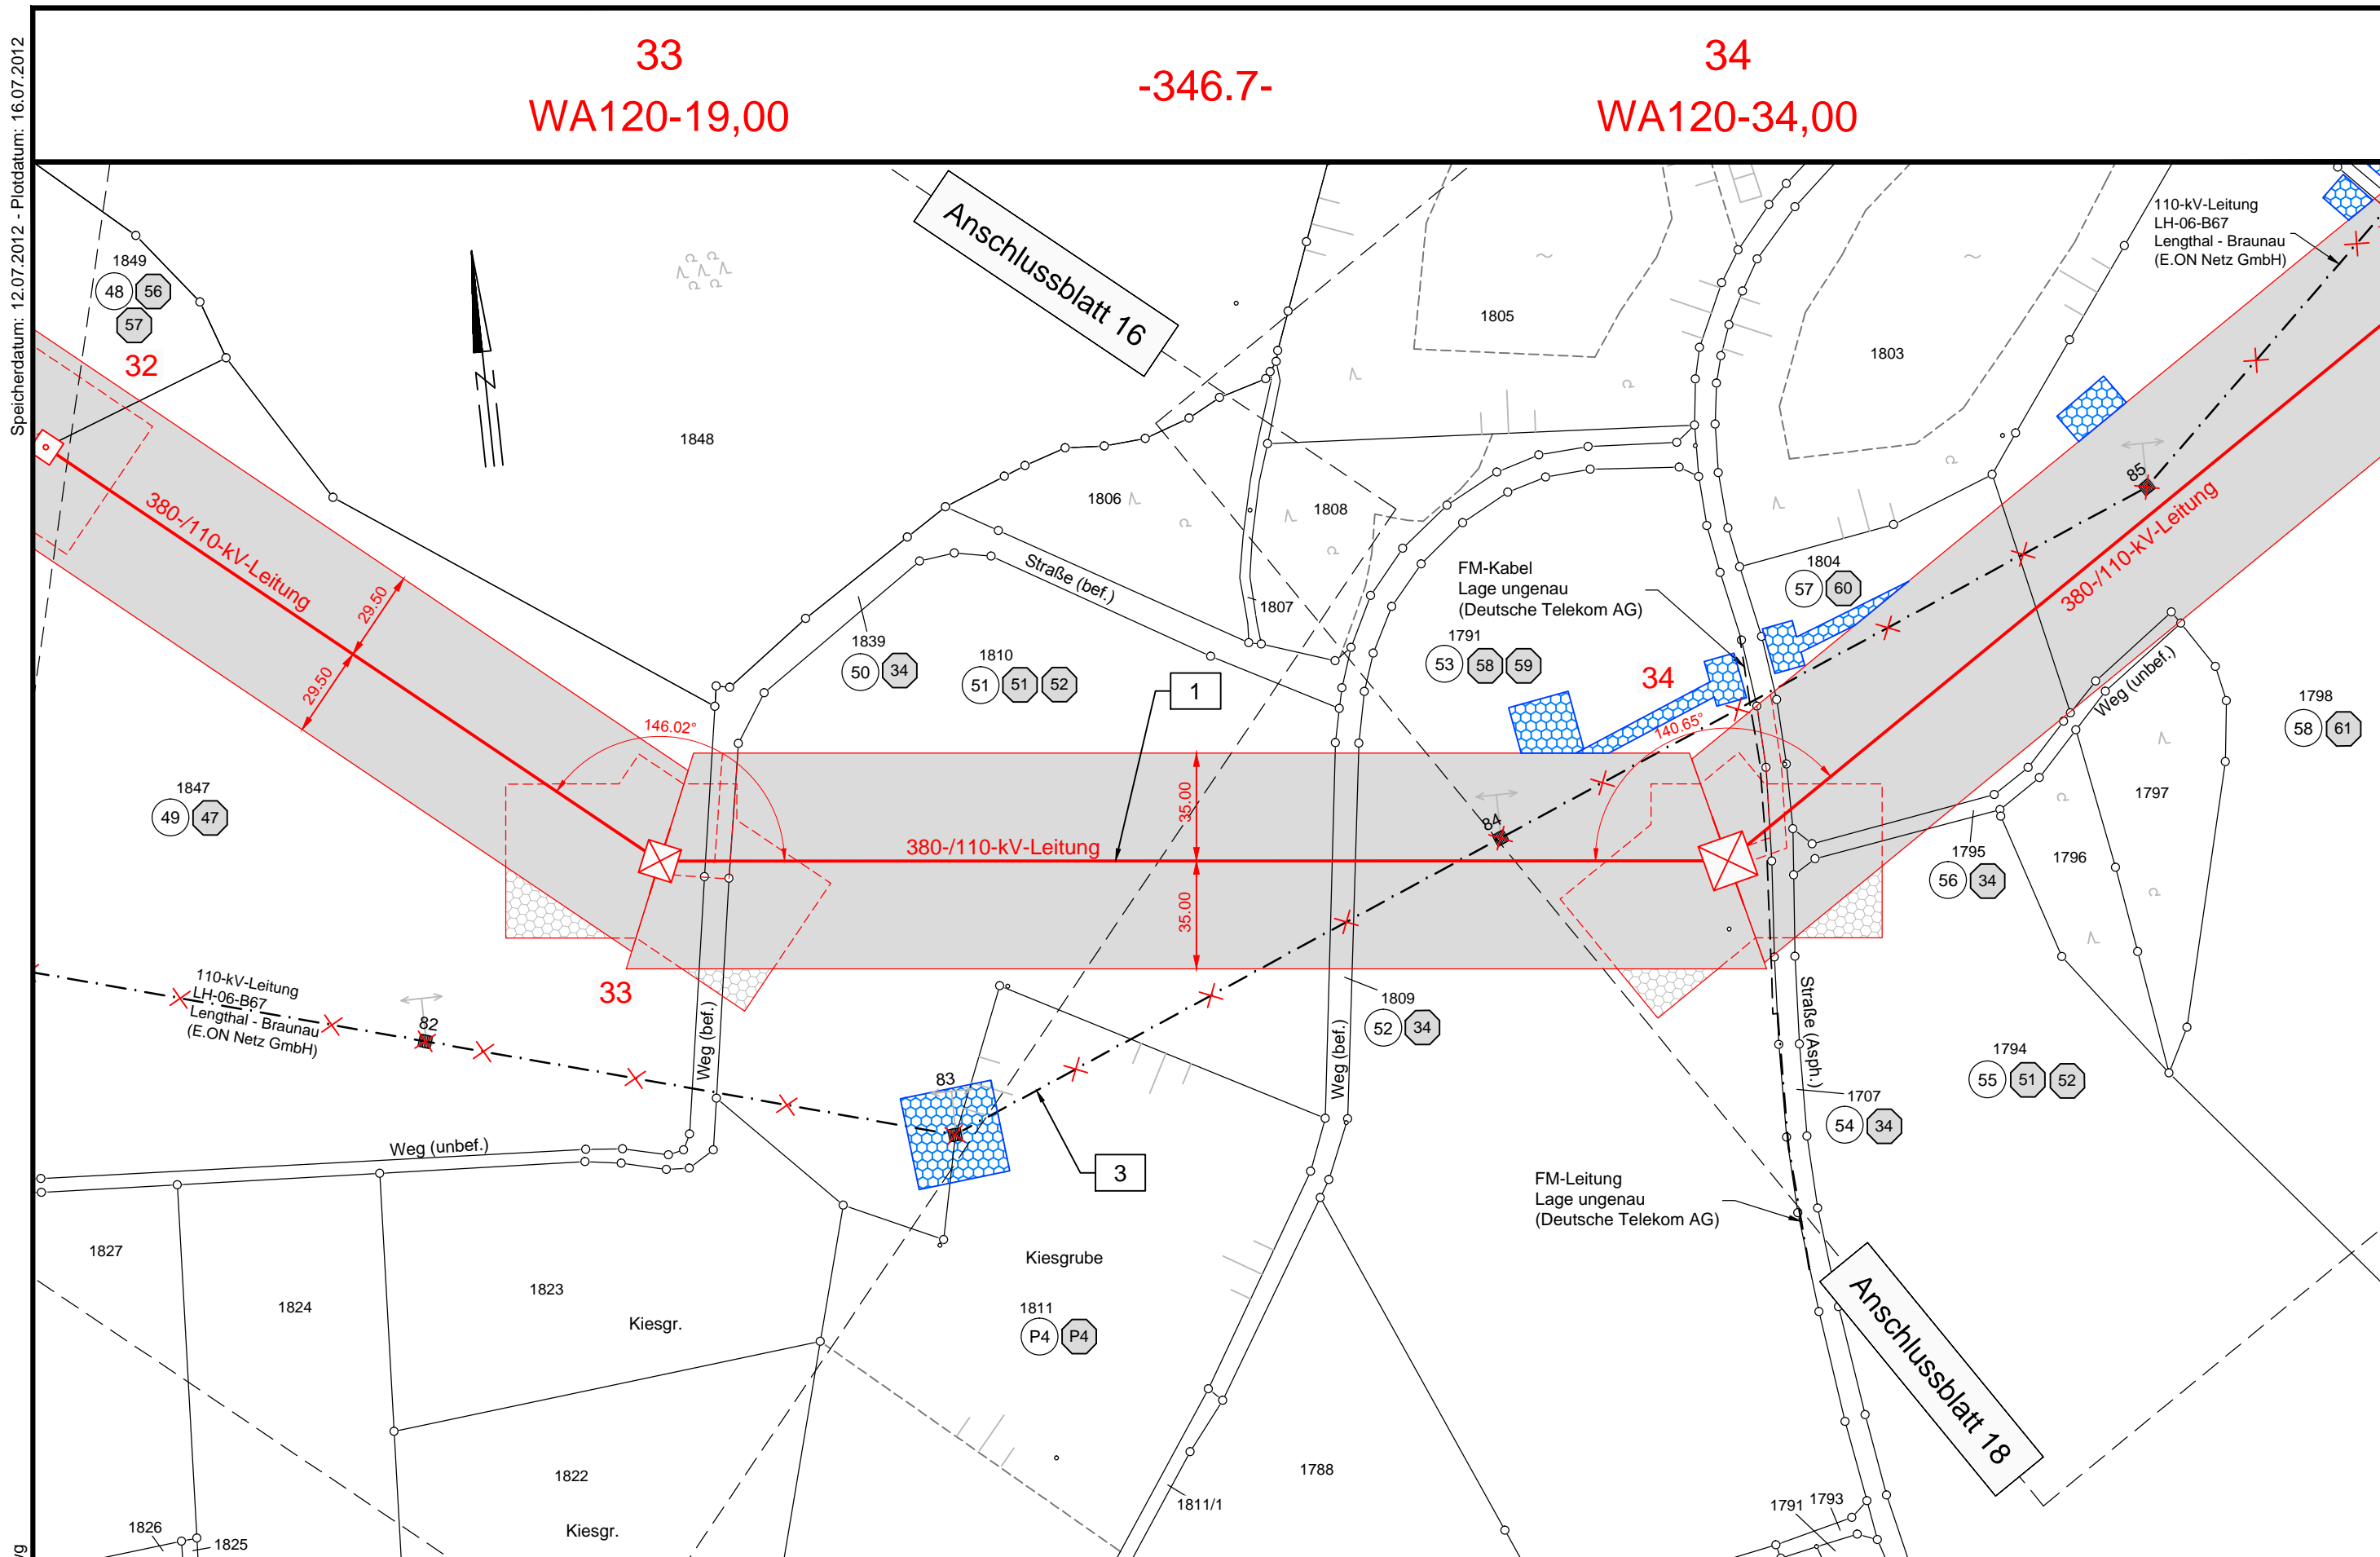 Speicherdatum: 12.07.2012 - Plotdatum: 16.07.2012
33
WA120-19,00
-346.7-
34
WA120-34,00
Anschlussblatt 16
110-kV-Leitung
LH-06-B67
Lengthal - Braunau
(E.ON Netz GmbH)
1849
48 56
57
32
1805
1803
1848
380-/110-kV-Leitung
29.50
29.50
1806
1808
85
380-/110-kV-Leitung
Straße (bef.)
FM-Kabel
Lage ungenau
(Deutsche Telekom AG)
1804
57 60
1807
1839
50 34
1810
51 51 52
1791
53 58 59
34
1
Weg (unbef.)
1798
58 61
146.02°
140.65°
1847
49 47
35.00
84
1797
380-/110-kV-Leitung
1795
56 34
1796
35.00
33
110-kV-Leitung
LH-06-B67
Lengthal - Braunau
(E.ON Netz GmbH)
82
Weg (bef.)
1809
52 34
Weg (bef.)
Straße (Asph.)
1794
55 51 52
83
1707
54 34
Weg (unbef.)
3
FM-Leitung
Lage ungenau
(Deutsche Telekom AG)
1827
1824
1823
Kiesgr.
Kiesgrube
1811
P4 P4
Anschlussblatt 18
1822
Kiesgr.
1788
1811/1
1791
1793
1826
1825